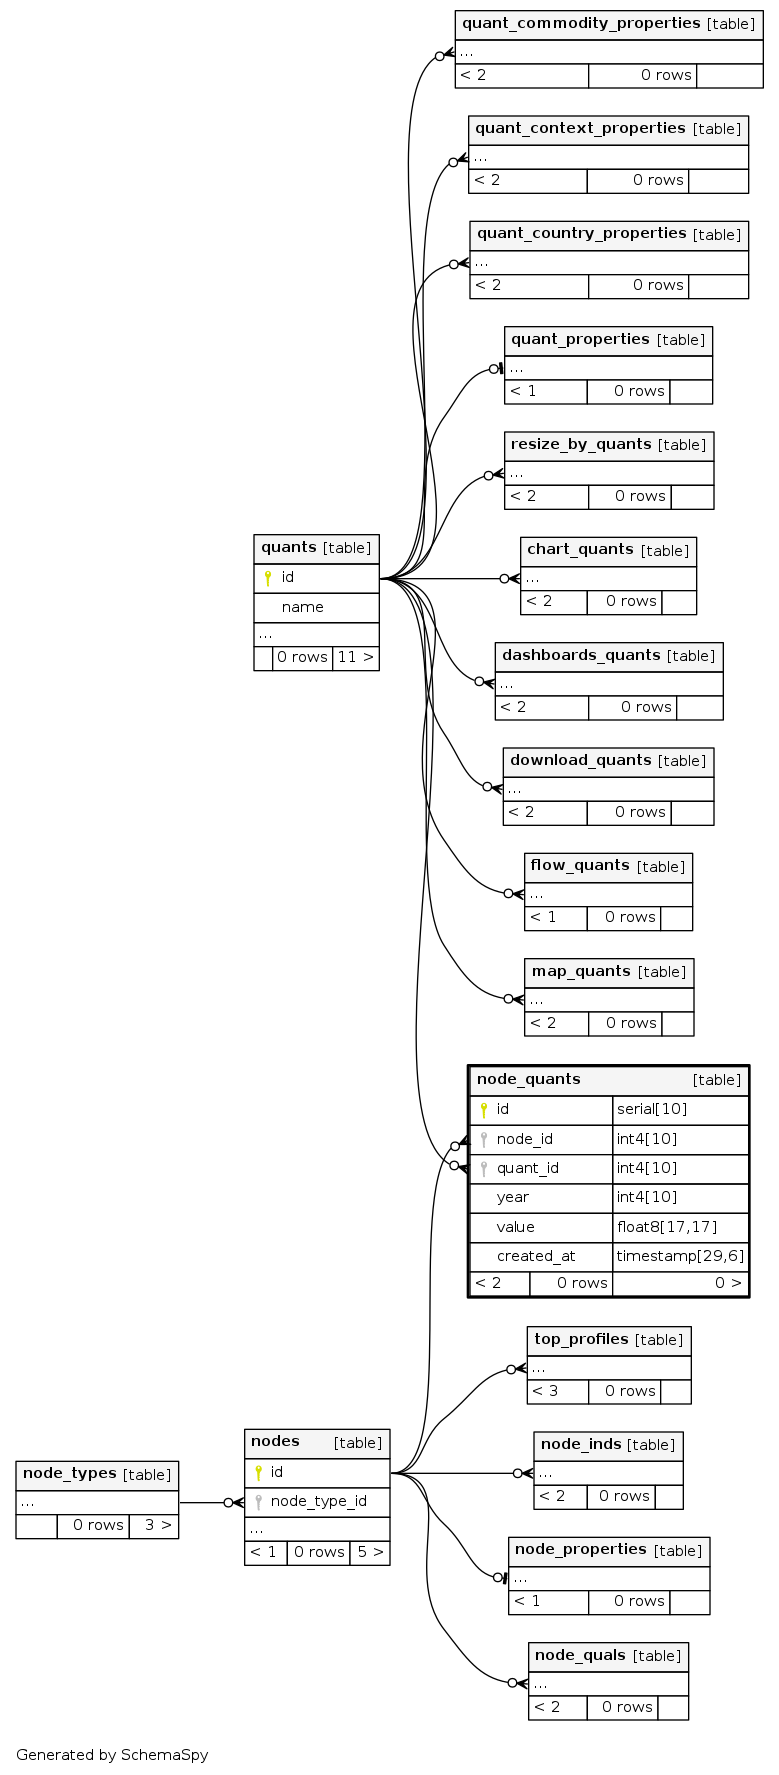 quant_commodity_properties [table]
...
< 2 0 rows
quant_context_properties [table]
...
< 2 0 rows
quant_country_properties [table]
...
< 2 0 rows
quant_properties [table]
...
< 1 0 rows
resize_by_quants [table]
...
< 2 0 rows
quants [table]
id
name
...
0 rows 11 >
chart_quants [table]
...
< 2 0 rows
dashboards_quants [table]
...
< 2 0 rows
download_quants [table]
...
< 2 0 rows
flow_quants [table]
...
< 1 0 rows
map_quants [table]
...
< 2 0 rows
node_quants [table]
id serial[10]
node_id int4[10]
quant_id int4[10]
year int4[10]
value float8[17,17]
created_at timestamp[29,6]
< 2 0 rows 0 >
top_profiles [table]
...
< 3 0 rows
node_types [table]
...
0 rows 3 >
nodes [table]
id
node_type_id
...
< 1 0 rows 5 >
node_inds [table]
...
< 2 0 rows
node_properties [table]
...
< 1 0 rows
node_quals [table]
...
< 2 0 rows
Generated by SchemaSpy